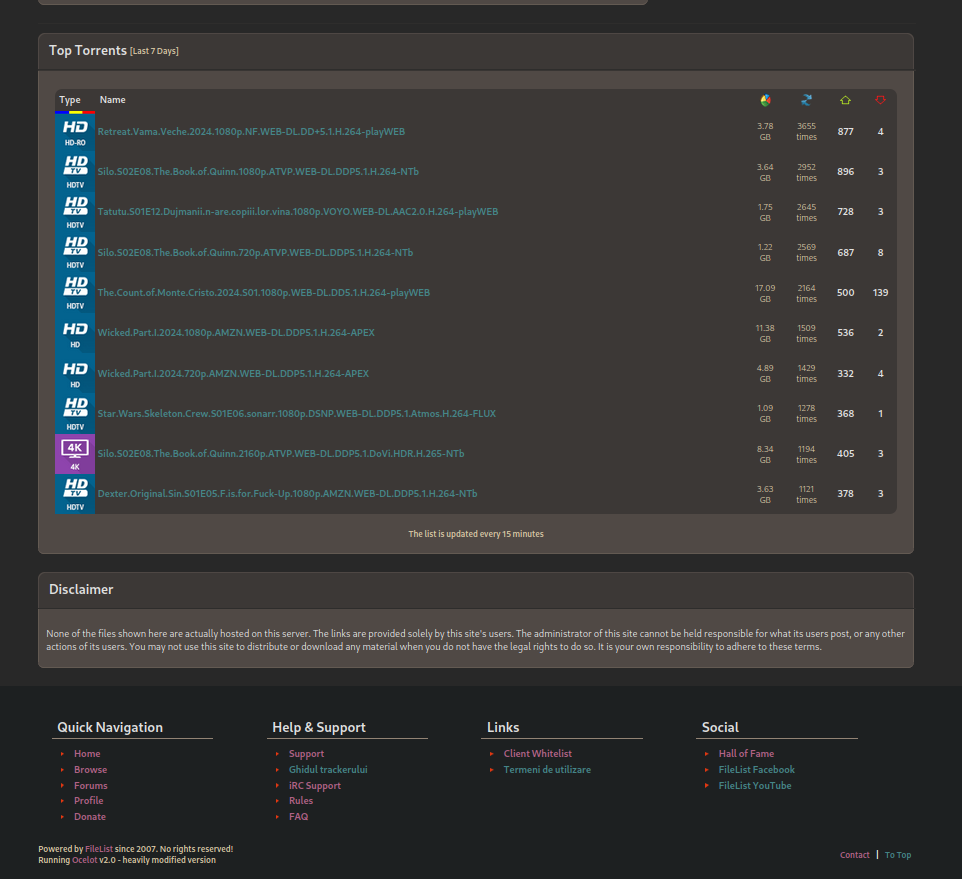 Top Torrents [Last 7 Days]
Type Name
HD HD-RO Retreat.Vama.Veche.2024.1080p.NF.WEB-DL.DD+5.1.H.264-playWEB 3.78 GB 3655 times 877 4
HD TV HDTV Silo.S02E08.The.Book.of.Quinn.1080p.ATVP.WEB-DL.DDP5.1.H.264-NTb 3.64 GB 2952 times 896 3
HD TV HDTV Tatutu.S01E12.Dujmanii.n-are.copiii.lor.vina.1080p.VOYO.WEB-DL.AAC2.0.H.264-playWEB 1.75 GB 2645 times 728 3
HD TV HDTV Silo.S02E08.The.Book.of.Quinn.720p.ATVP.WEB-DL.DDP5.1.H.264-NTb 1.22 GB 2569 times 687 8
HD TV HDTV The.Count.of.Monte.Cristo.2024.S01.1080p.WEB-DL.DD5.1.H.264-playWEB 17.09 GB 2164 times 500 139
HD HD Wicked.Part.I.2024.1080p.AMZN.WEB-DL.DDP5.1.H.264-APEX 11.38 GB 1509 times 536 2
HD HD Wicked.Part.I.2024.720p.AMZN.WEB-DL.DDP5.1.H.264-APEX 4.89 GB 1429 times 332 4
HD TV HDTV Star.Wars.Skeleton.Crew.S01E06.sonarr.1080p.DSNP.WEB-DL.DDP5.1.Atmos.H.264-FLUX 1.09 GB 1278 times 368 1
4K 4K Silo.S02E08.The.Book.of.Quinn.2160p.ATVP.WEB-DL.DDP5.1.DoVi.HDR.H.265-NTb 8.34 GB 1194 times 405 3
HD TV HDTV Dexter.Original.Sin.S01E05.F.is.for.Fuck-Up.1080p.AMZN.WEB-DL.DDP5.1.H.264-NTb 3.63 GB 1121 times 378 3
The list is updated every 15 minutes
Disclaimer
None of the files shown here are actually hosted on this server. The links are provided solely by this site's users. The administrator of this site cannot be held responsible for what its users post, or any other
actions of its users. You may not use this site to distribute or download any material when you do not have the legal rights to do so. It is your own responsibility to adhere to these terms.
Quick Navigation
Home
Browse
Forums
Profile
Donate
Help & Support
Support
Ghidul trackerului
iRC Support
Rules
FAQ
Links
Client Whitelist
Termeni de utilizare
Social
Hall of Fame
FileList Facebook
FileList YouTube
Powered by FileList since 2007. No rights reserved!
Running Ocelot v2.0 - heavily modified version
Contact | To Top